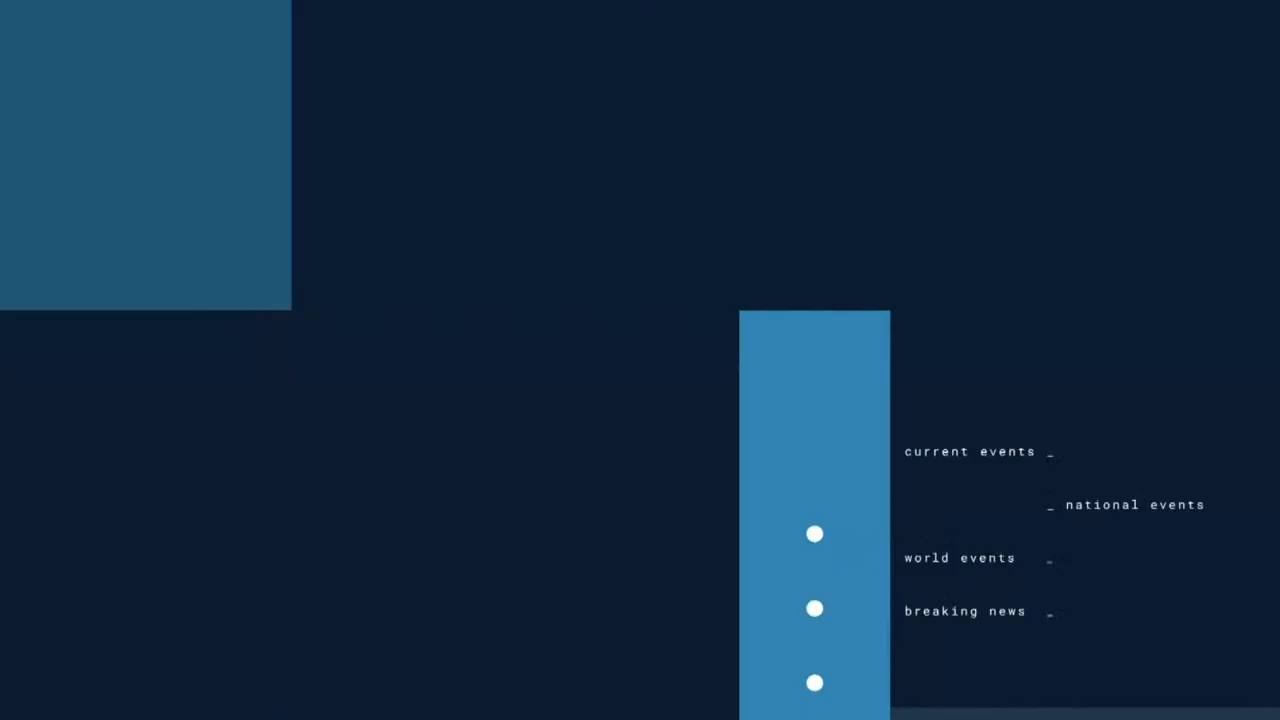 current events _
_ national events
world events _
breaking news _